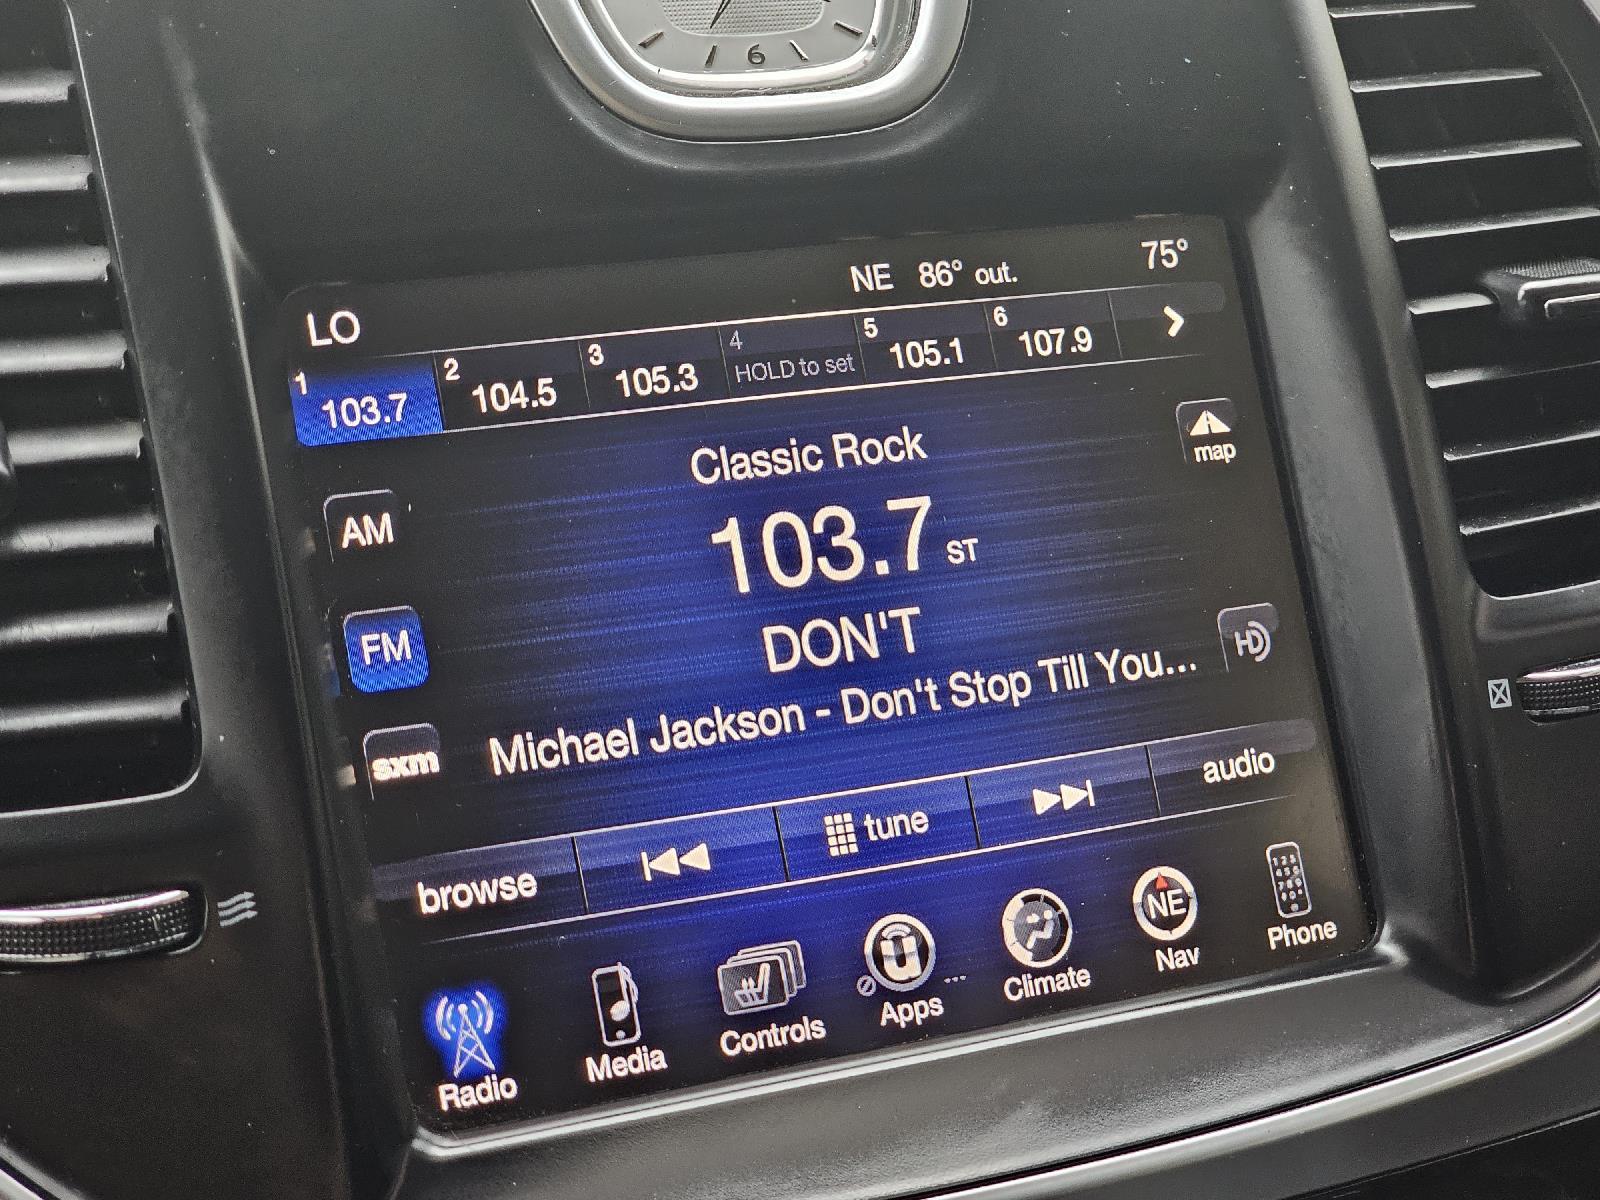 6
LO NE 86° out. 75°
1 103.7 2 104.5 3 105.3 4 HOLD to set 5 105.1 6 107.9
Classic Rock
map
AM
103.7 ST
FM
DON'T
HD
Michael Jackson - Don't Stop Till You...
sxm
browse tune audio
Radio Media Controls Apps Climate NE Nav Phone